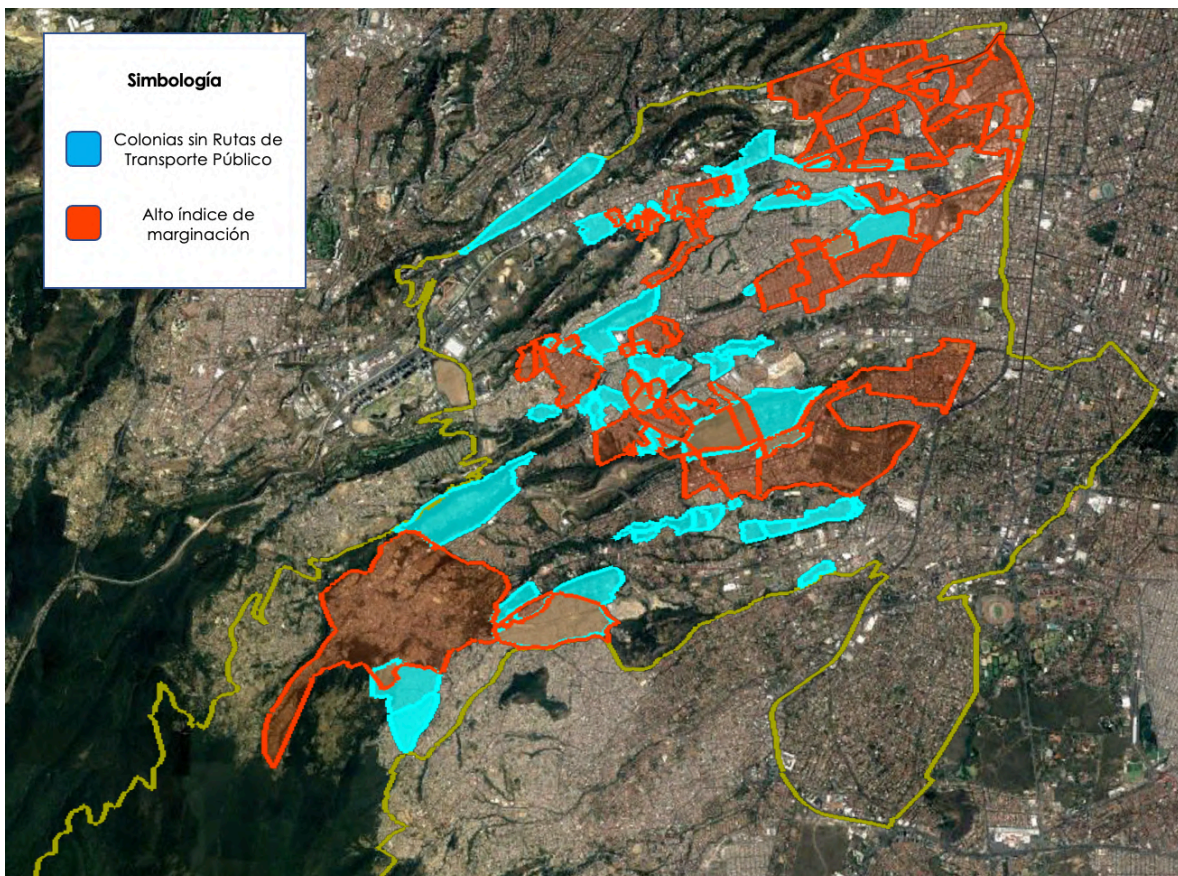 Simbología
Colonias sin Rutas de
Transporte Público
Alto índice de
marginación